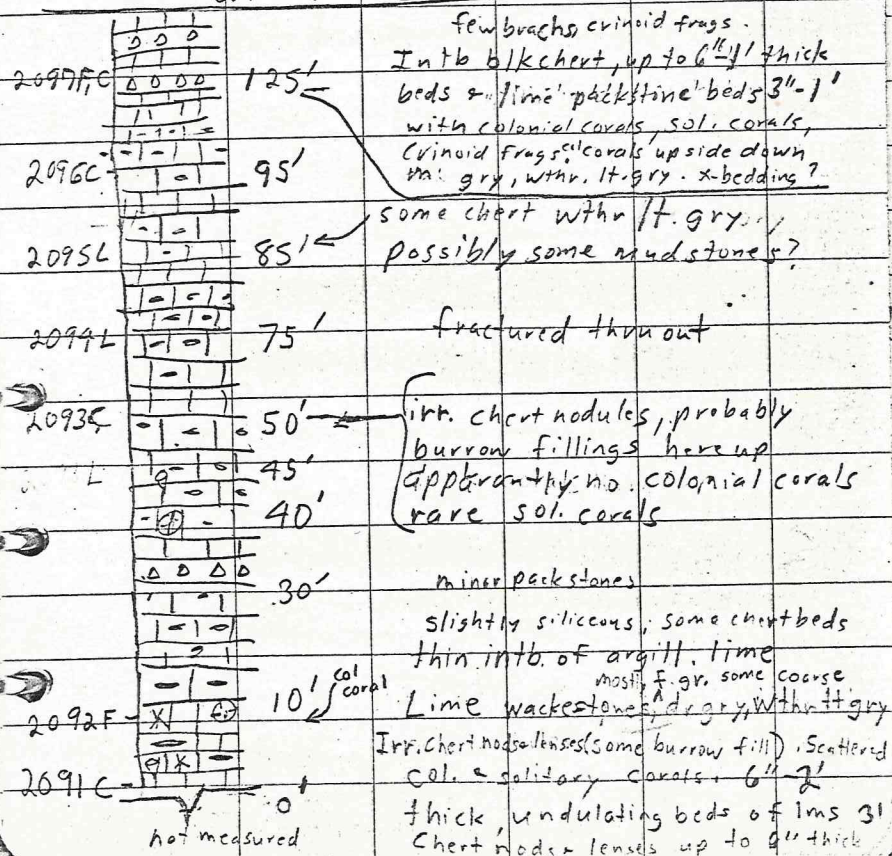 few brachs, crinoid frags.
Intb blk chert, up to 6"-1' thick
2097F,C 125' beds & lime packstone beds 3"-1'
with colonial corals, sol. corals,
crinoid frags. col corals upside down
2096C 95' m. gry, wthr. lt. gry. x-bedding?
some chert wthr lt. gry.
2095L 85' possibly some mudstones?
2094L 75' fractured thruout
2093C 50' irr. chert nodules, probably
burrow fillings here up
L 45' apparantly no. colonial corals
40' rare sol. corals
30' minor packstones
slightly siliceous, some chert beds
thin intb. of argill. lime
col coral
mostly f. gr. some coarse
10' Lime wackestones, dr gry, wthr lt gry
2092F
Irr. chert nods & lenses (some burrow fill). Scattered
2091C col. & solitary corals. 6"-2'
0' thick undulating beds of lms 3'
not measured Chert nods & lenses up to thick